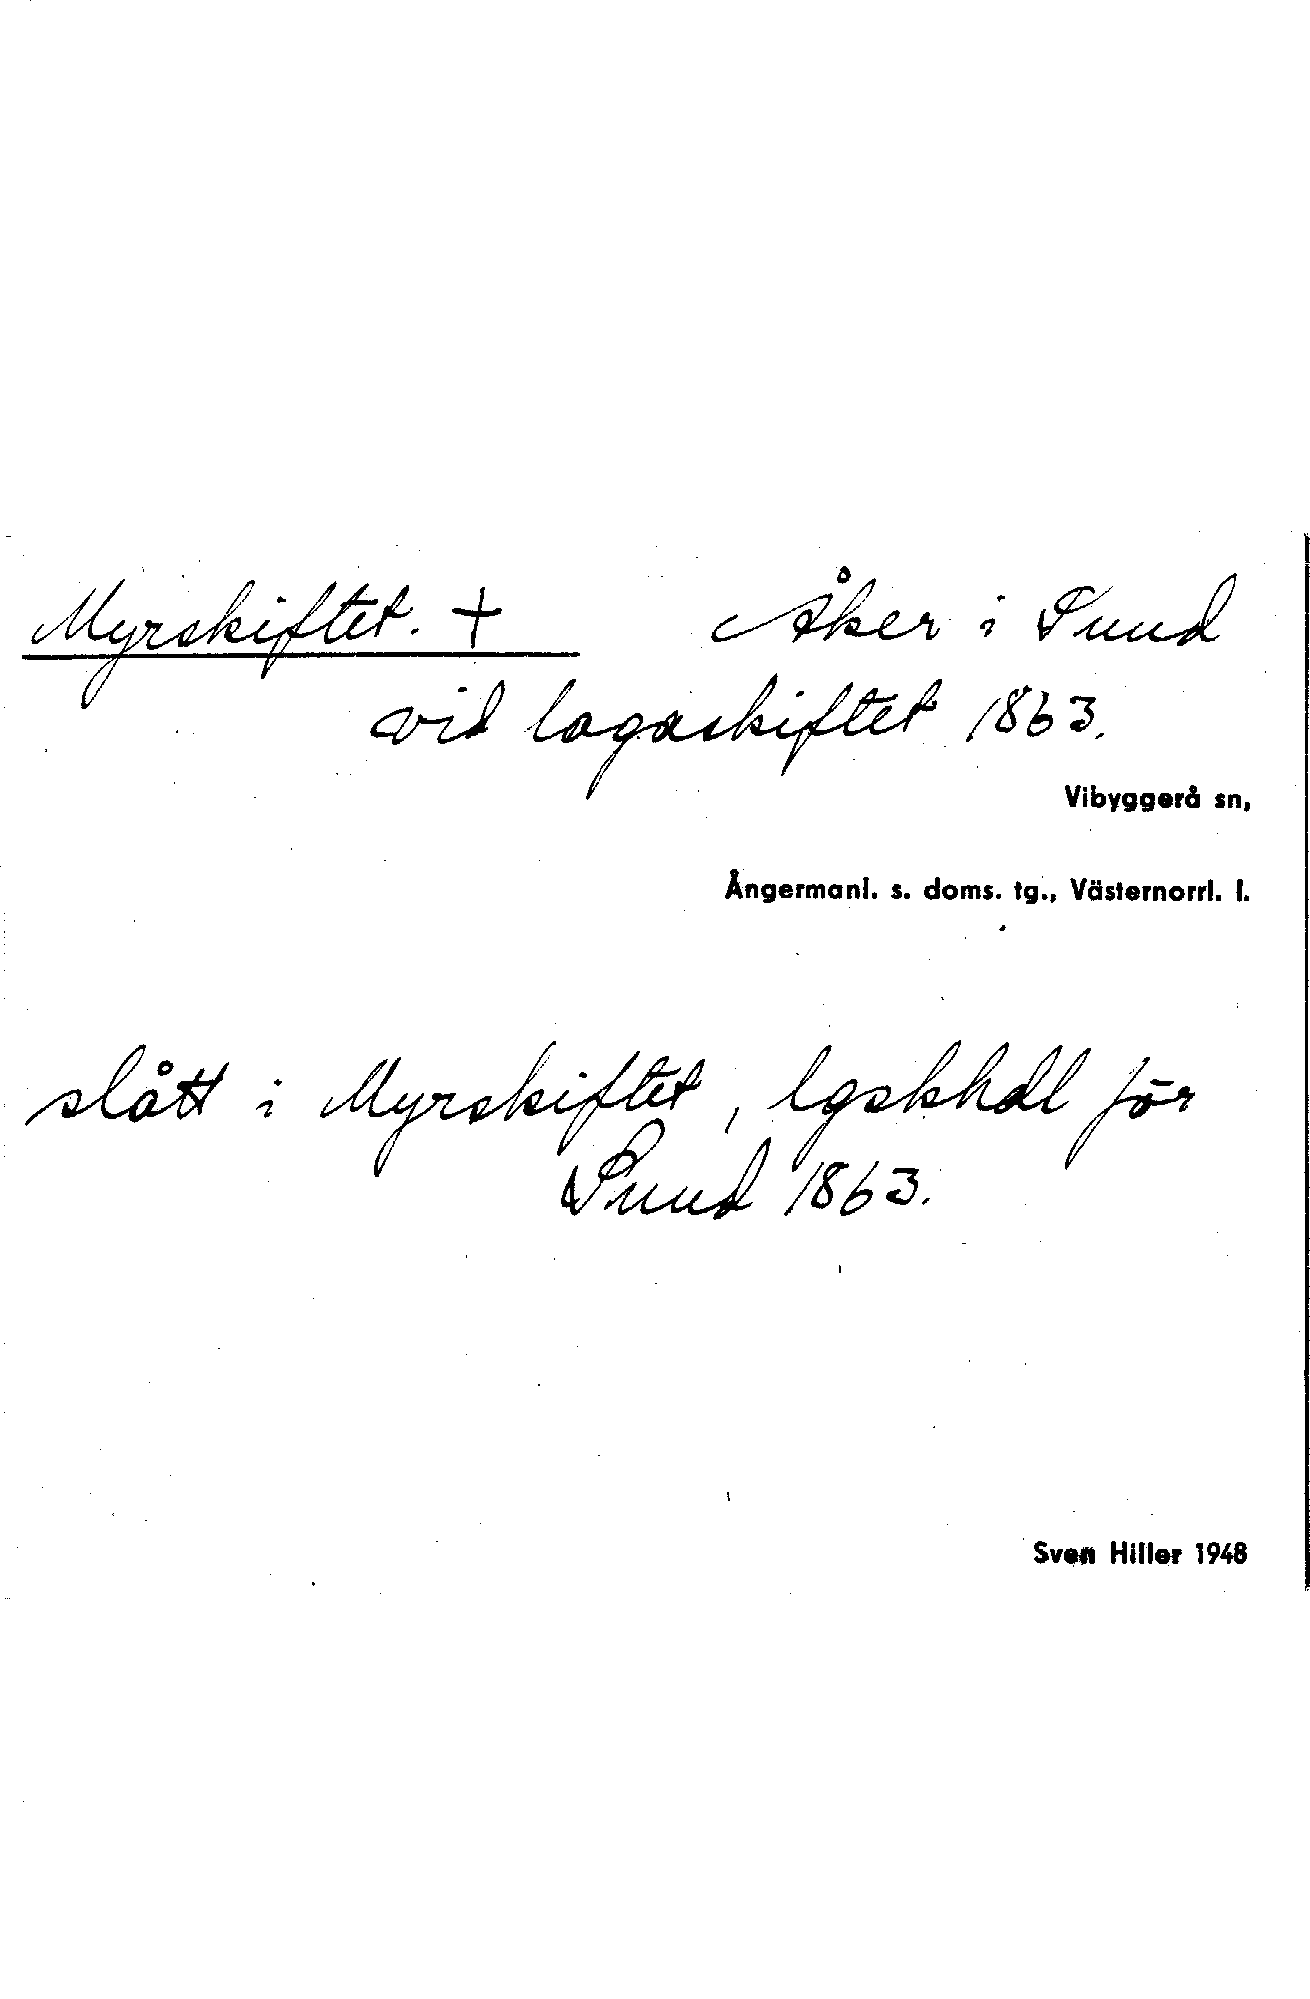 Myrskiftet. + Åker i Sund
vid lagaskiftet 1863.
Vibyggerå sn,
Ångermanl. s. doms. tg., Västernorrl. l.
slått i Myrskiftet, lgskhdl för
Sund 1863.
Sven Hiller 1948